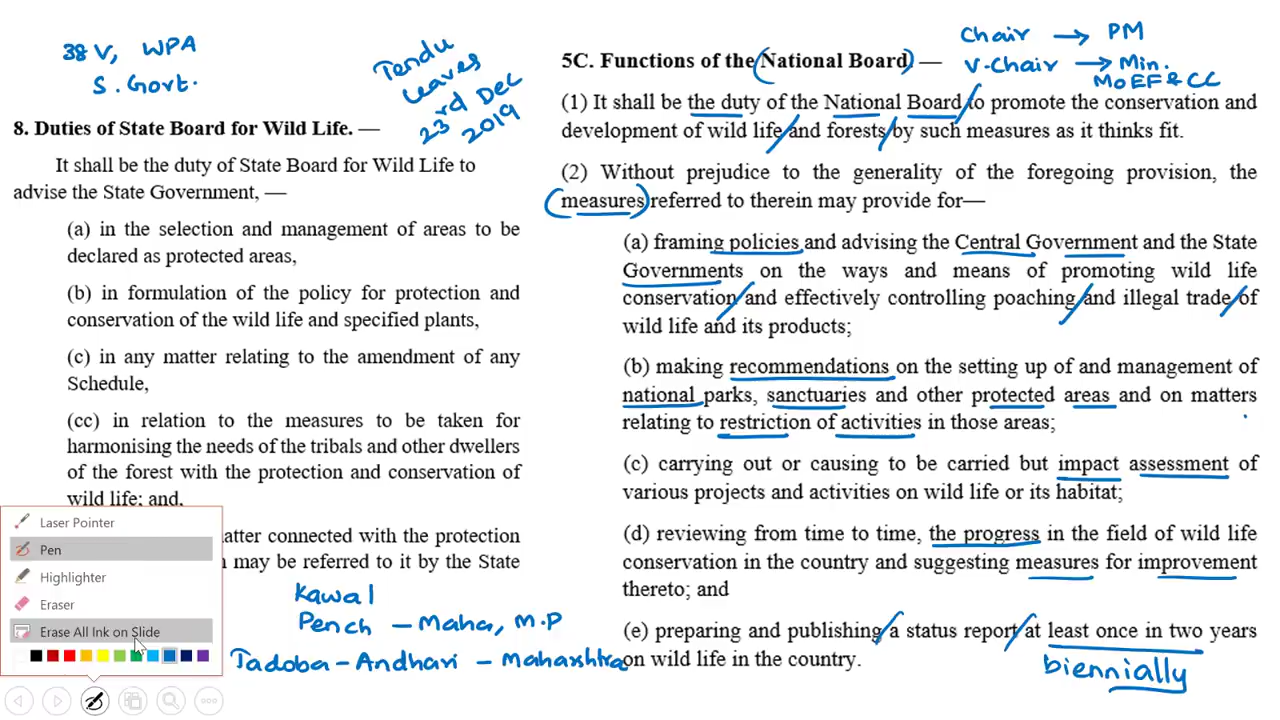 38 V, WPA
S. Govt.
Tendu
leaves
23rd Dec
2019
8. Duties of State Board for Wild Life. —
It shall be the duty of State Board for Wild Life to
advise the State Government, —
(a) in the selection and management of areas to be
declared as protected areas,
(b) in formulation of the policy for protection and
conservation of the wild life and specified plants,
(c) in any matter relating to the amendment of any
Schedule,
(cc) in relation to the measures to be taken for
harmonising the needs of the tribals and other dwellers
of the forest with the protection and conservation of
wild life; and,
atter connected with the protection
may be referred to it by the State
Kawal
Pench — Maha, M.P
Tadoba – Andhari – Maharashtra
Laser Pointer
Pen
Highlighter
Eraser
Erase All Ink on Slide
Chair → PM
V. Chair → Min.
MoEF & CC
5C. Functions of the (National Board) —
(1) It shall be the duty of the National Board to promote the conservation and
development of wild life and forests by such measures as it thinks fit.
(2) Without prejudice to the generality of the foregoing provision, the
(measures) referred to therein may provide for—
(a) framing policies and advising the Central Government and the State
Governments on the ways and means of promoting wild life
conservation and effectively controlling poaching and illegal trade of
wild life and its products;
(b) making recommendations on the setting up of and management of
national parks, sanctuaries and other protected areas and on matters
relating to restriction of activities in those areas;
(c) carrying out or causing to be carried but impact assessment of
various projects and activities on wild life or its habitat;
(d) reviewing from time to time, the progress in the field of wild life
conservation in the country and suggesting measures for improvement
thereto; and
(e) preparing and publishing a status report at least once in two years
on wild life in the country.
biennially